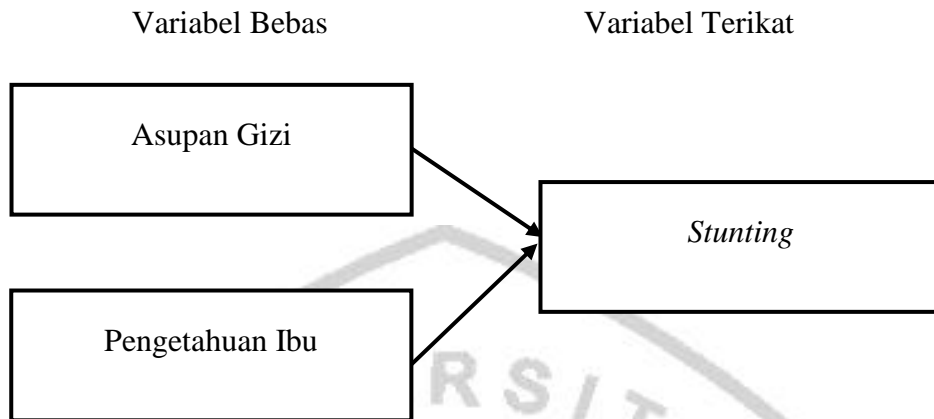 Variabel Bebas
Variabel Terikat
Asupan Gizi
Stunting
Pengetahuan Ibu
R S I T